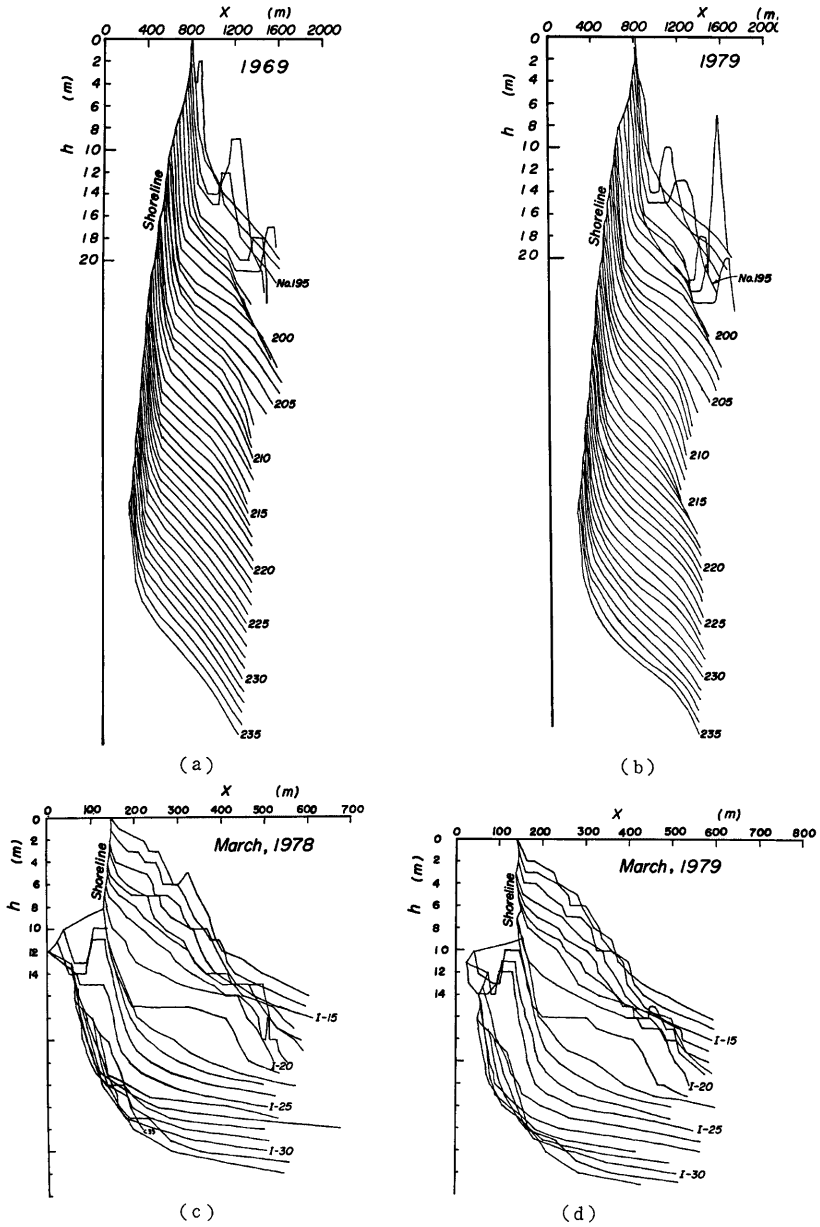 X (m)
0 400 800 1200 1600 2000
1969
h (m)
0
2
4
6
8
10
12
14
16
18
20
Shoreline
No.195
200
205
210
215
220
225
230
235
(a)
X (m.
0 400 800 1200 1600
1979
h (m)
0
2
4
6
8
10
12
14
16
18
20
Shoreline
No.195
200
205
210
215
220
225
230
235
(b)
X (m)
0 100 200 300 400 500 600 700
March, 1978
h (m)
0
2
4
6
8
10
12
14
Shoreline
I-15
I-20
I-25
I-30
(c)
X (m)
0 100 200 300 400 500 600 700 800
March, 1979
h (m)
0
2
4
6
8
10
12
14
Shoreline
I-15
I-20
I-25
I-30
(d)